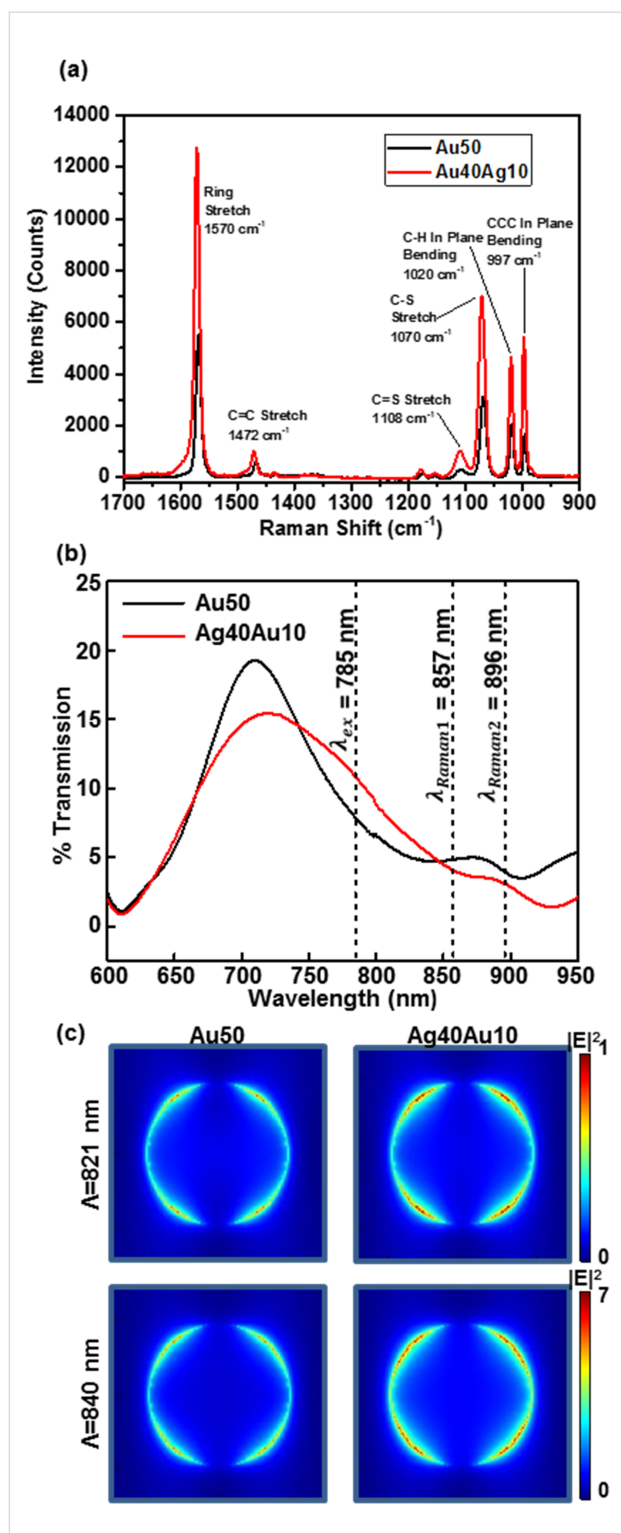 (a)
14000
12000
10000
8000
6000
4000
2000
0
Intensity (Counts)
Au50
Au40Ag10
Ring
Stretch
1570 cm⁻¹
C=C Stretch
1472 cm⁻¹
C=S Stretch
1108 cm⁻¹
C-S
Stretch
1070 cm⁻¹
C-H In Plane
Bending
1020 cm⁻¹
CCC In Plane
Bending
997 cm⁻¹
1700 1600 1500 1400 1300 1200 1100 1000 900
Raman Shift (cm⁻¹)
(b)
25
20
15
10
5
0
% Transmission
Au50
Ag40Au10
λex = 785 nm
λRaman1 = 857 nm
λRaman2 = 896 nm
600 650 700 750 800 850 900 950
Wavelength (nm)
(c)
Au50 Ag40Au10
|E|² 1
0
Λ=821 nm
|E|² 7
0
Λ=840 nm